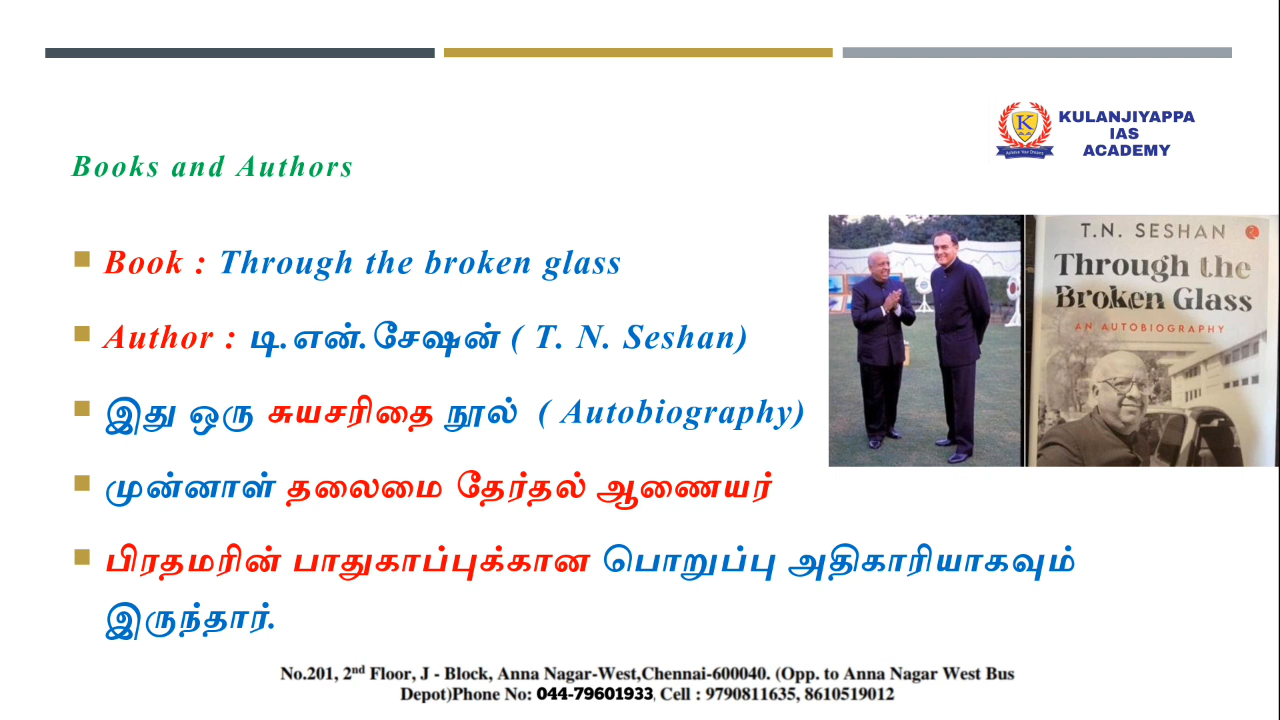 KULANJIYAPPA
IAS
ACADEMY
Books and Authors
Book : Through the broken glass
Author : டி.என்.சேஷன் ( T. N. Seshan)
இது ஒரு சுயசரிதை நூல் ( Autobiography)
முன்னாள் தலைமை தேர்தல் ஆணையர்
பிரதமரின் பாதுகாப்புக்கான பொறுப்பு அதிகாரியாகவும்
இருந்தார்.
T.N. SESHAN
Through the
Broken Glass
AN AUTOBIOGRAPHY
No.201, 2nd Floor, J - Block, Anna Nagar-West,Chennai-600040. (Opp. to Anna Nagar West Bus
Depot)Phone No: 044-79601933, Cell : 9790811635, 8610519012